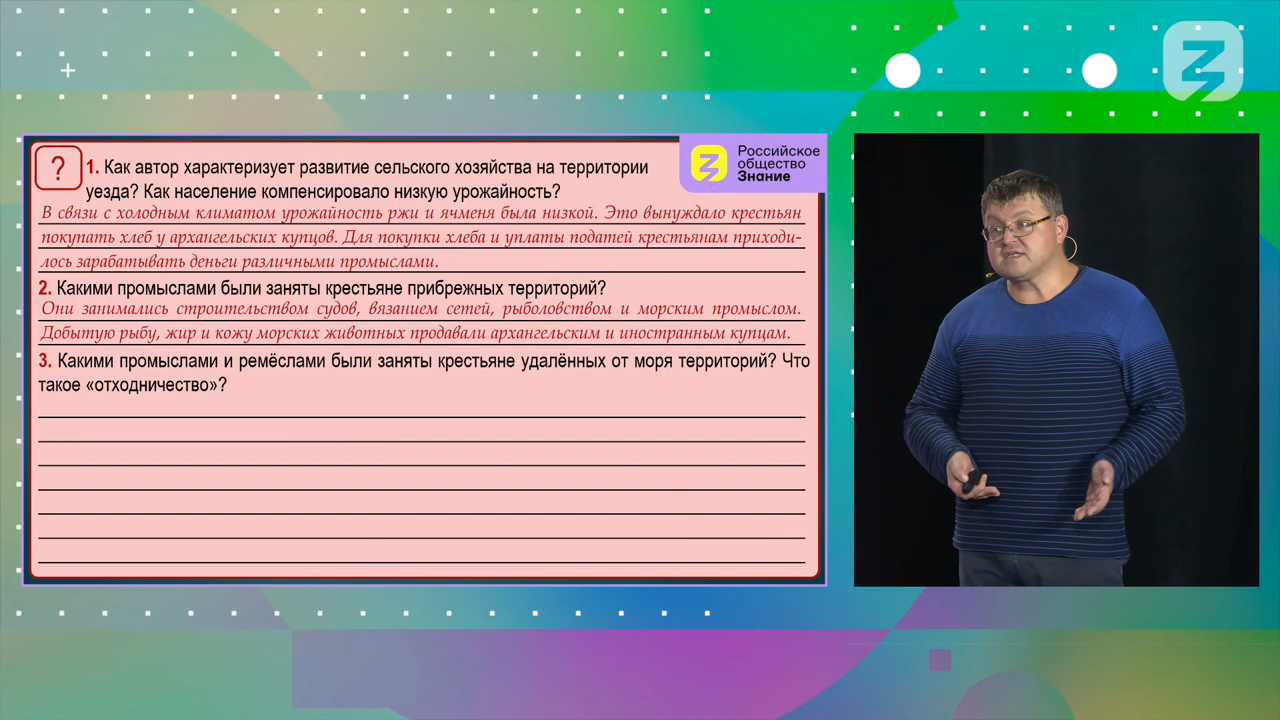 Российское
общество
Знание
?
1. Как автор характеризует развитие сельского хозяйства на территории
уезда? Как население компенсировало низкую урожайность?
В связи с холодным климатом урожайность ржи и ячменя была низкой. Это вынуждало крестьян
покупать хлеб у архангельских купцов. Для покупки хлеба и уплаты податей крестьянам приходи-
лось зарабатывать деньги различными промыслами.
2. Какими промыслами были заняты крестьяне прибрежных территорий?
Они занимались строительством судов, вязанием сетей, рыболовством и морским промыслом.
Добытую рыбу, жир и кожу морских животных продавали архангельским и иностранным купцам.
3. Какими промыслами и ремёслами были заняты крестьяне удалённых от моря территорий? Что
такое «отходничество»?